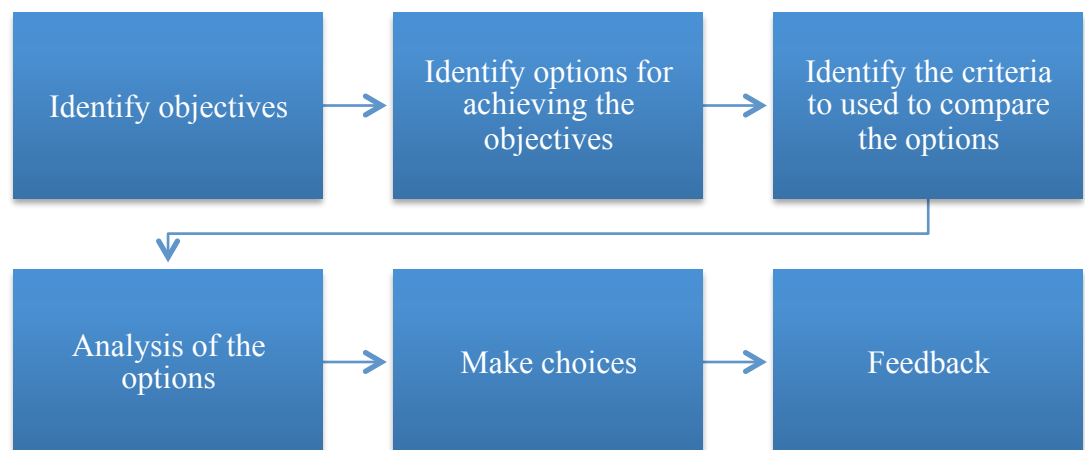 Identify objectives
Identify options for
achieving the
objectives
Identify the criteria
to used to compare
the options
Analysis of the
options
Make choices
Feedback